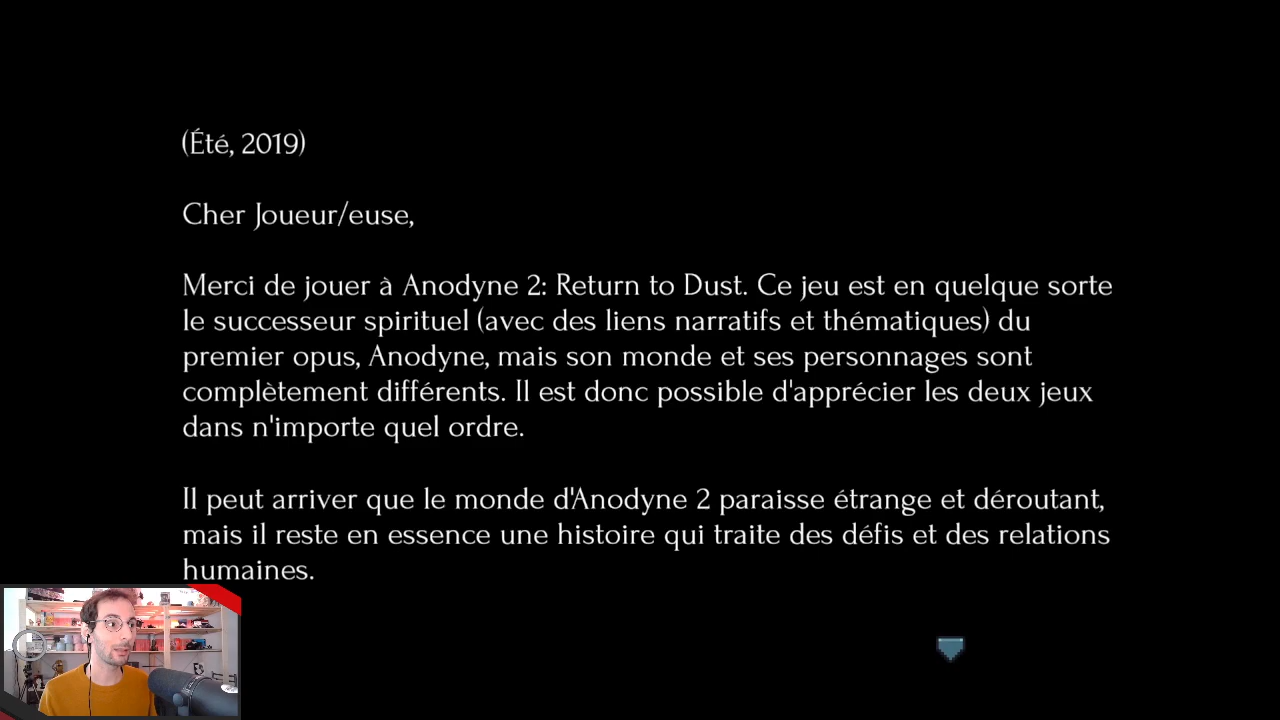 (Été, 2019)
Cher Joueur/euse,
Merci de jouer à Anodyne 2: Return to Dust. Ce jeu est en quelque sorte
le successeur spirituel (avec des liens narratifs et thématiques) du
premier opus, Anodyne, mais son monde et ses personnages sont
complètement différents. Il est donc possible d'apprécier les deux jeux
dans n'importe quel ordre.
Il peut arriver que le monde d'Anodyne 2 paraisse étrange et déroutant,
mais il reste en essence une histoire qui traite des défis et des relations
humaines.